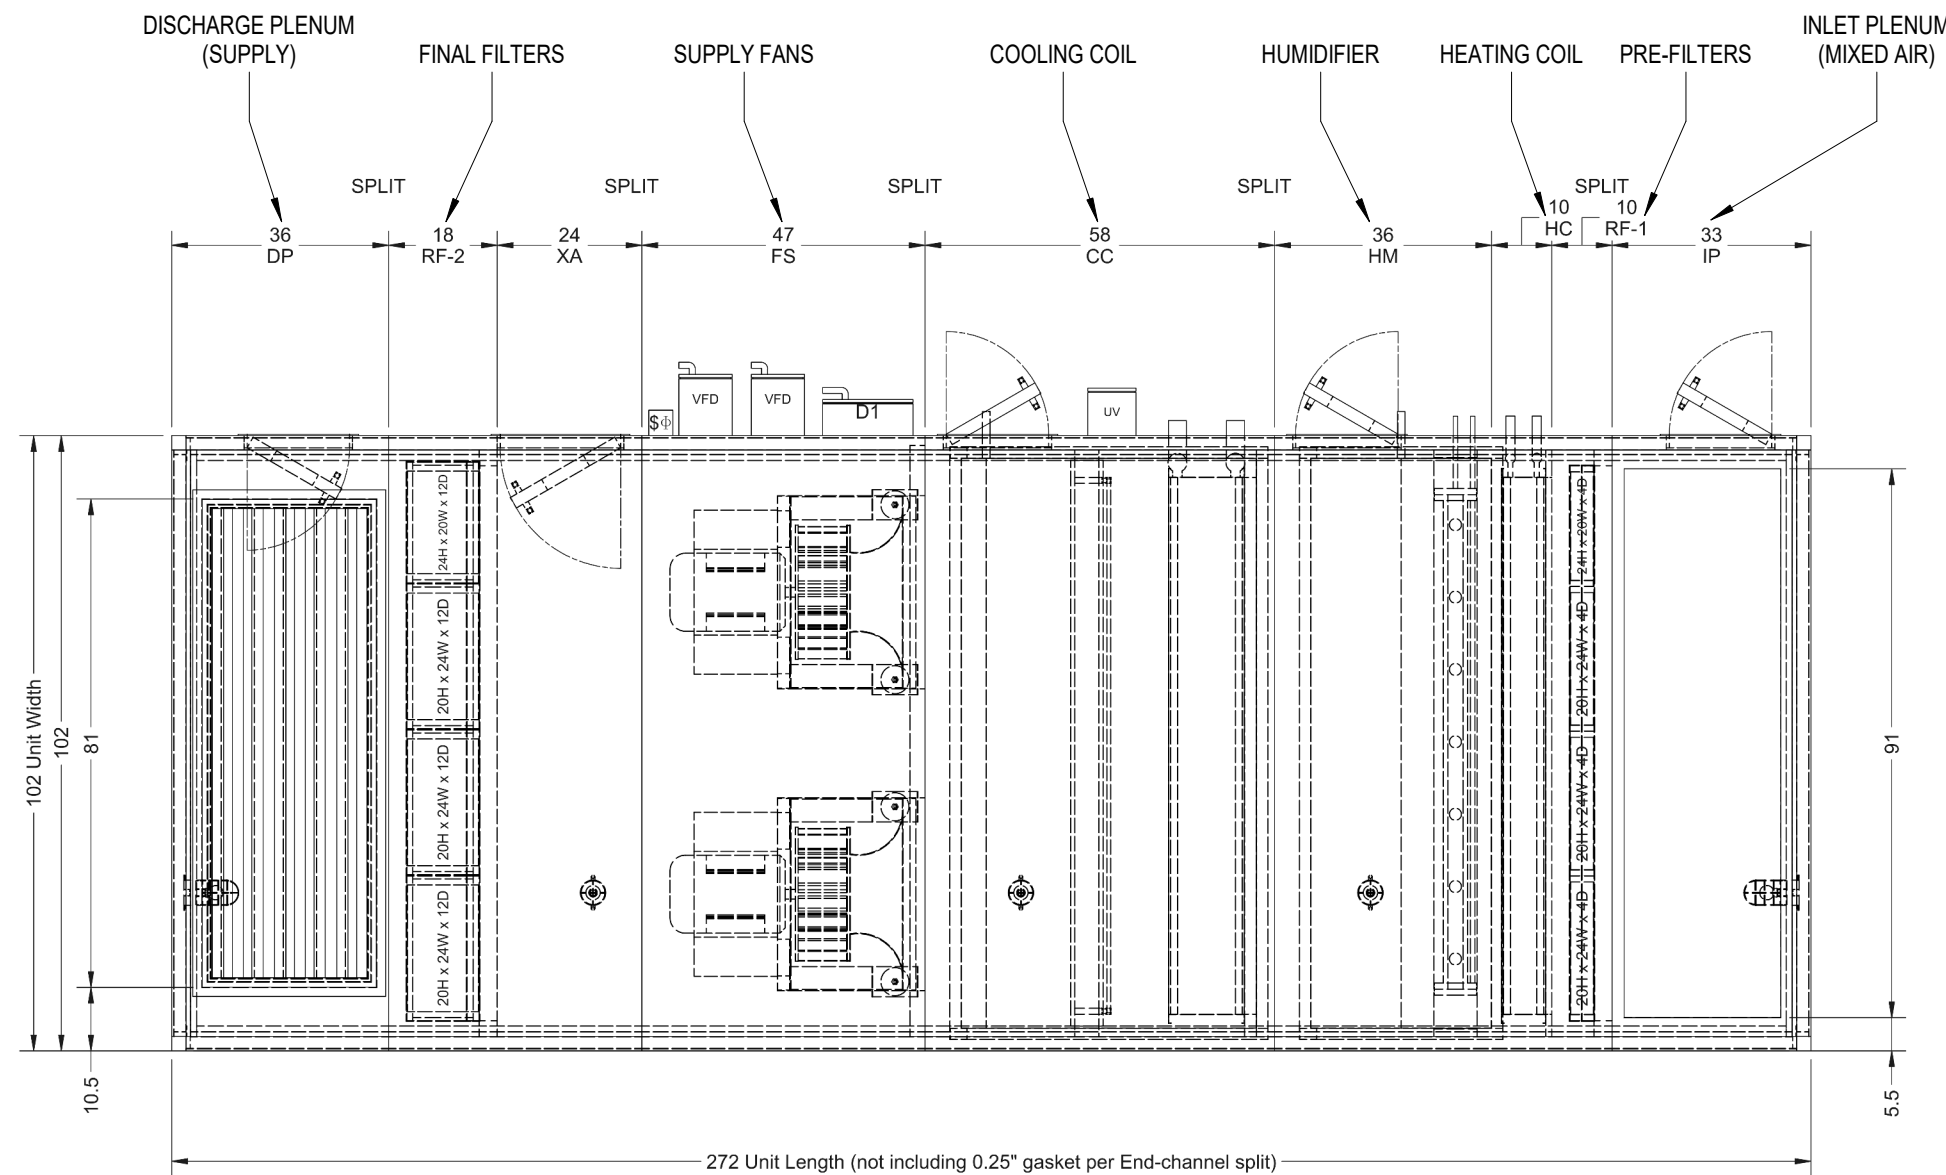 DISCHARGE PLENUM
(SUPPLY)
FINAL FILTERS
SUPPLY FANS
COOLING COIL
HUMIDIFIER
HEATING COIL
PRE-FILTERS
INLET PLENUM
(MIXED AIR)
SPLIT
SPLIT
SPLIT
SPLIT
SPLIT
36
DP
18
RF-2
24
XA
47
FS
58
CC
36
HM
10
HC
10
RF-1
33
IP
VFD
VFD
D1
$Φ
UV
24H x 20W x 12D
20H x 24W x 12D
20H x 24W x 12D
20H x 24W x 12D
24H x 20W x 4D
20H x 24W x 4D
20H x 24W x 4D
20H x 24W x 4D
102 Unit Width
102
81
10.5
91
5.5
272 Unit Length (not including 0.25" gasket per End-channel split)